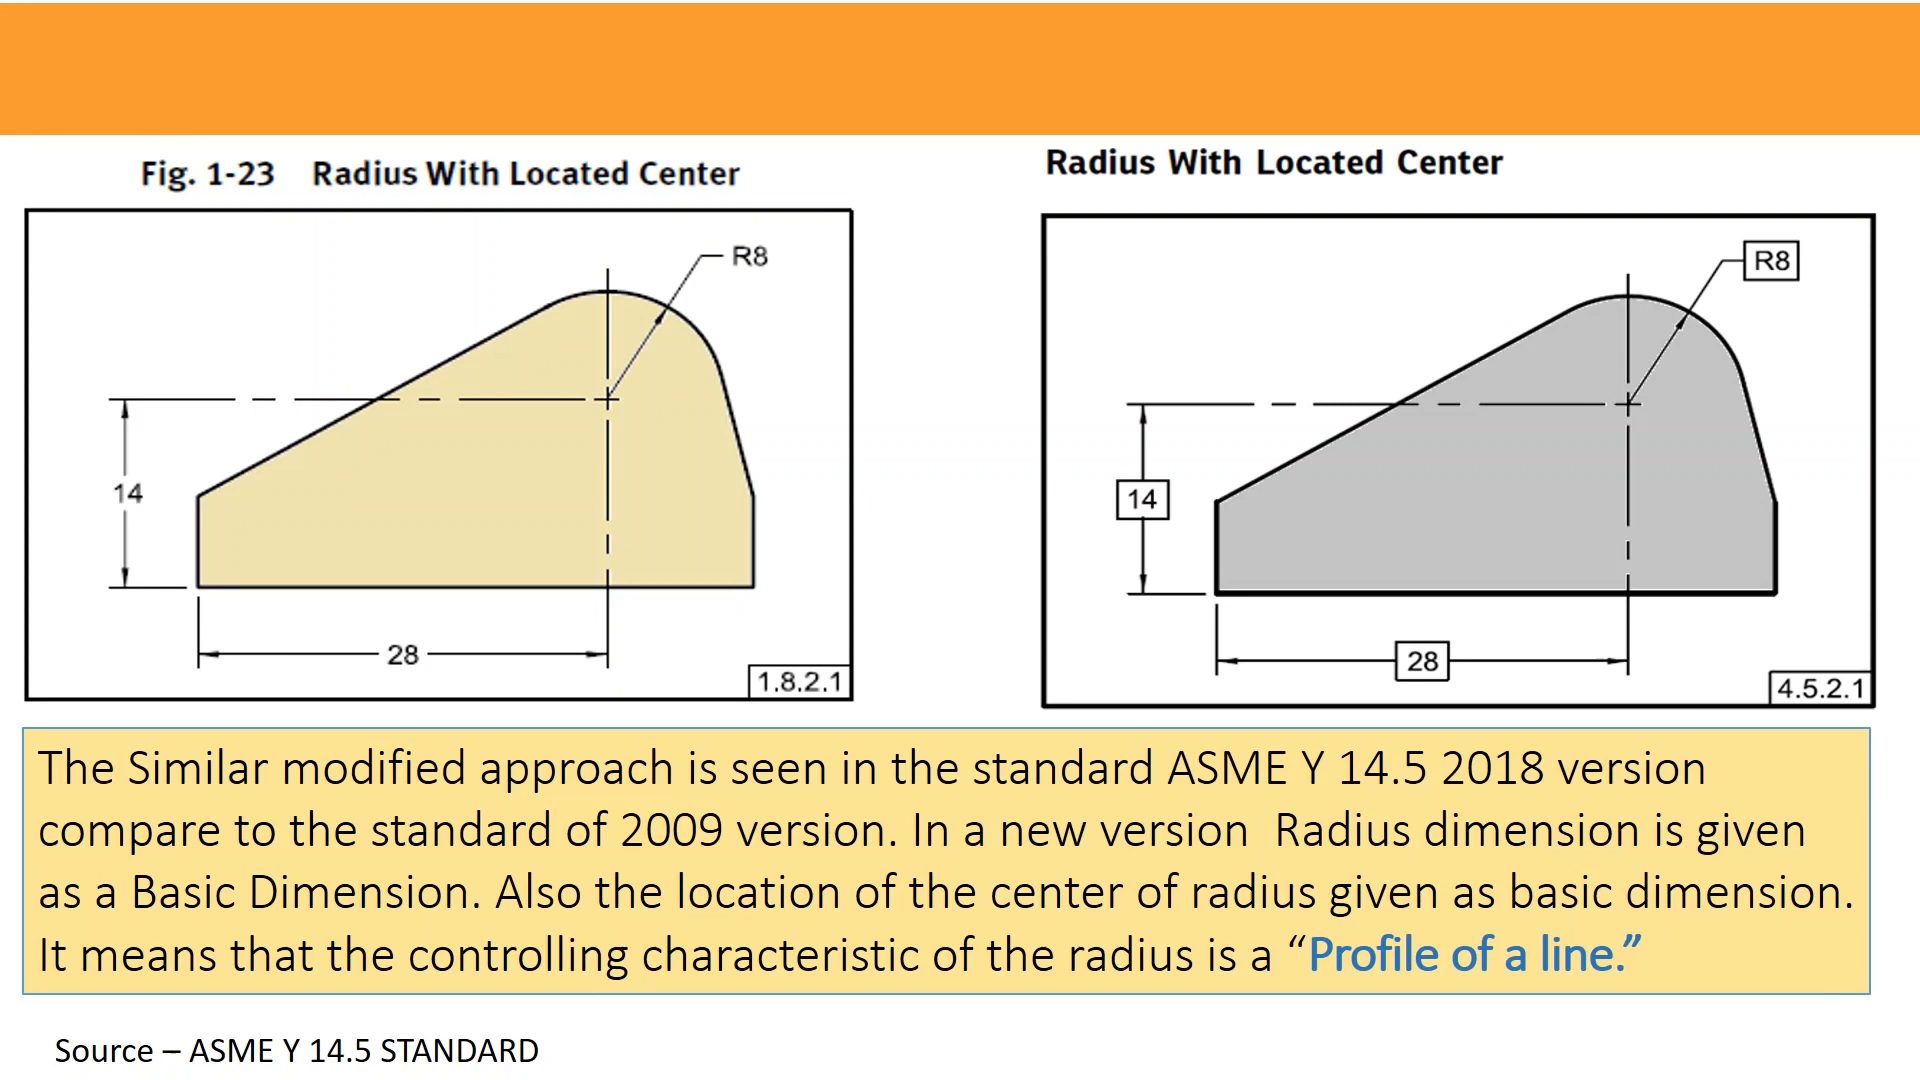 Fig. 1-23 Radius With Located Center
R8
14
28
1.8.2.1
Radius With Located Center
R8
14
28
4.5.2.1
The Similar modified approach is seen in the standard ASME Y 14.5 2018 version
compare to the standard of 2009 version. In a new version Radius dimension is given
as a Basic Dimension. Also the location of the center of radius given as basic dimension.
It means that the controlling characteristic of the radius is a “Profile of a line.”
Source – ASME Y 14.5 STANDARD